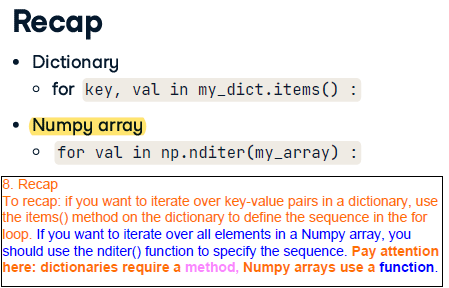 Recap
• Dictionary
○ for key, val in my_dict.items() :
• Numpy array
○ for val in np.nditer(my_array) :
8. Recap
To recap: if you want to iterate over key-value pairs in a dictionary, use
the items() method on the dictionary to define the sequence in the for
loop. If you want to iterate over all elements in a Numpy array, you
should use the nditer() function to specify the sequence. Pay attention
here: dictionaries require a method, Numpy arrays use a function.